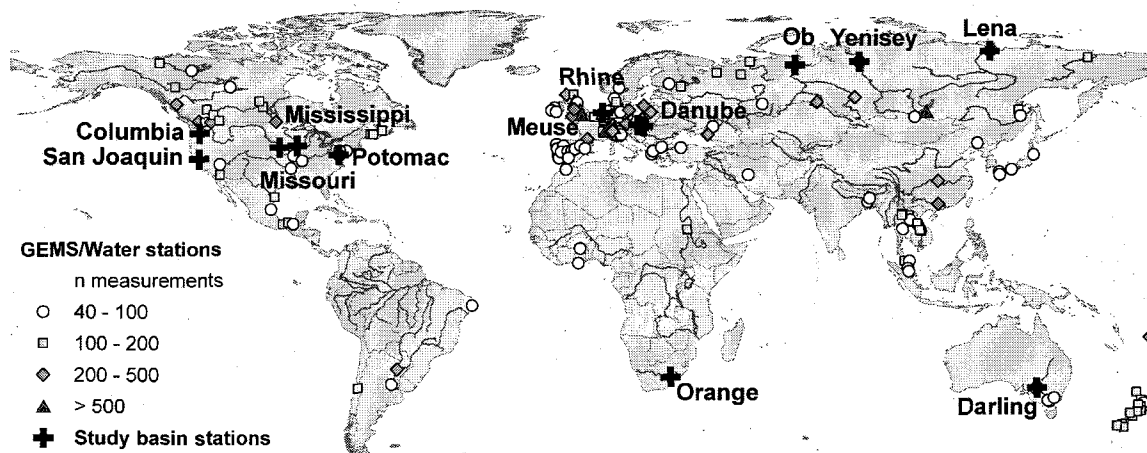 Lena
Ob Yenisey
Rhine
Mississippi
Danube
Columbia
Meuse
San Joaquin
Potomac
Missouri
GEMS/Water stations
n measurements
40 - 100
100 - 200
200 - 500
> 500
Study basin stations
Orange
Darling